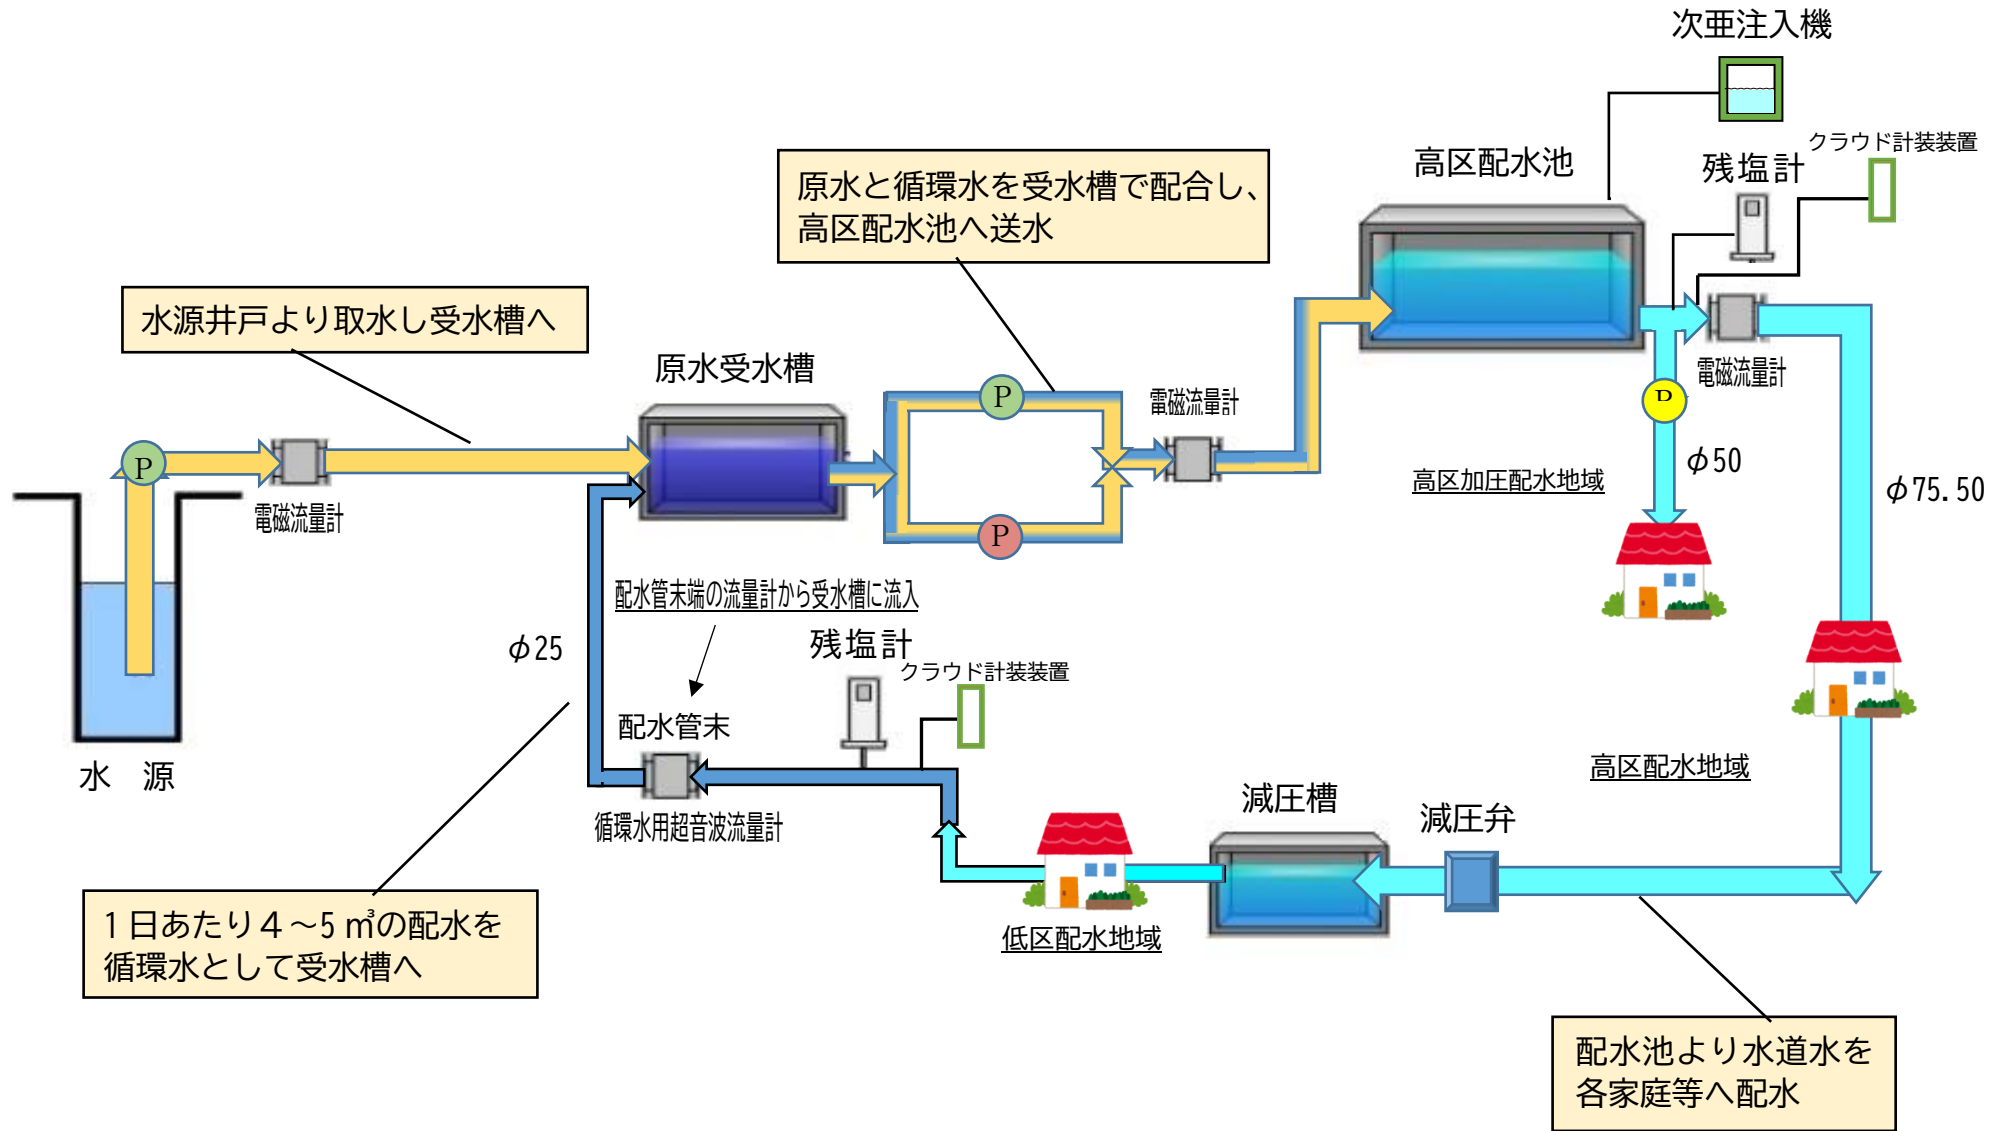 次亜注入機
クラウド計装装置
残塩計
高区配水池
原水と循環水を受水槽で配合し、
高区配水池へ送水
水源井戸より取水し受水槽へ
原水受水槽
電磁流量計
電磁流量計
P
P
P
P
電磁流量計
高区加圧配水地域
φ50
φ75.50
配水管末端の流量計から受水槽に流入
φ25
残塩計
クラウド計装装置
配水管末
水 源
循環水用超音波流量計
高区配水地域
減圧槽
減圧弁
低区配水地域
1日あたり4～5㎥の配水を
循環水として受水槽へ
配水池より水道水を
各家庭等へ配水